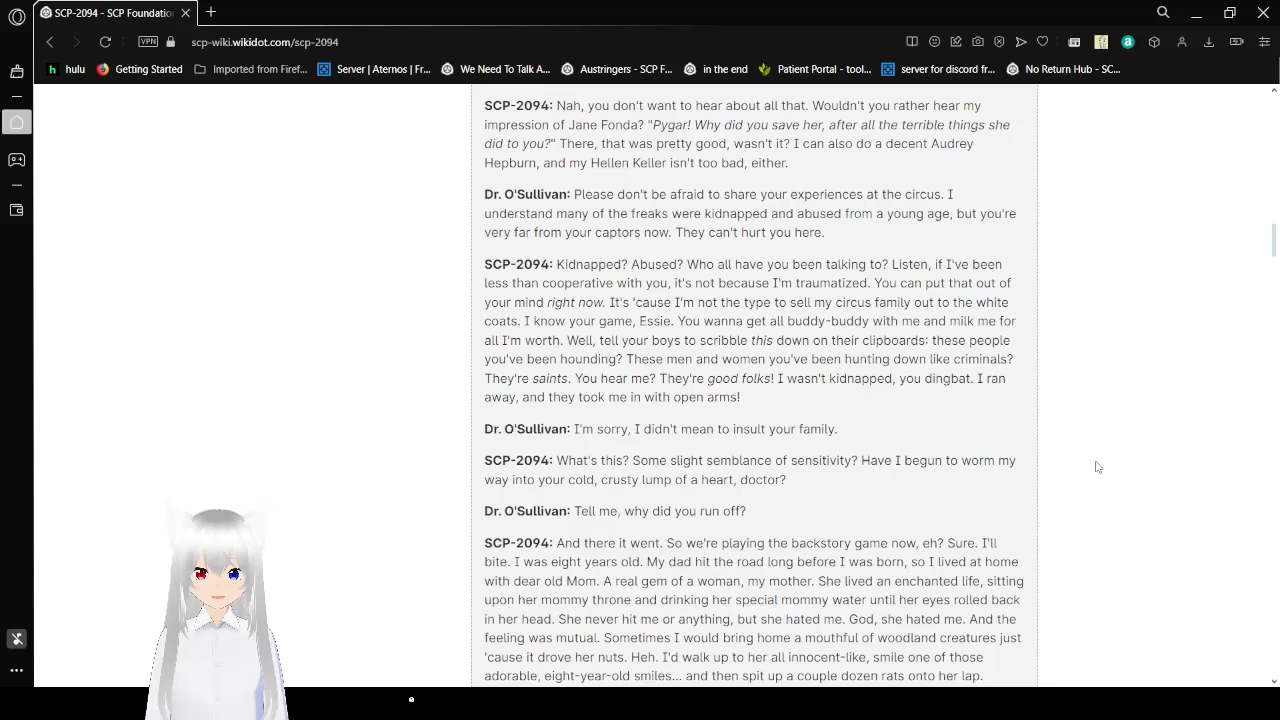 SCP-2094 - SCP Foundatio
scp-wiki.wikidot.com/scp-2094
VPN
hulu
Getting Started
Imported from Firef...
Server | Aternos | Fr...
We Need To Talk A...
Austringers - SCP F...
in the end
Patient Portal - tool...
server for discord fr...
No Return Hub - SC...
SCP-2094: Nah, you don't want to hear about all that. Wouldn't you rather hear my
impression of Jane Fonda? "Pygar! Why did you save her, after all the terrible things she
did to you?" There, that was pretty good, wasn't it? I can also do a decent Audrey
Hepburn, and my Hellen Keller isn't too bad, either.
Dr. O'Sullivan: Please don't be afraid to share your experiences at the circus. I
understand many of the freaks were kidnapped and abused from a young age, but you're
very far from your captors now. They can't hurt you here.
SCP-2094: Kidnapped? Abused? Who all have you been talking to? Listen, if I've been
less than cooperative with you, it's not because I'm traumatized. You can put that out of
your mind right now. It's 'cause I'm not the type to sell my circus family out to the white
coats. I know your game, Essie. You wanna get all buddy-buddy with me and milk me for
all I'm worth. Well, tell your boys to scribble this down on their clipboards: these people
you've been hounding? These men and women you've been hunting down like criminals?
They're saints. You hear me? They're good folks! I wasn't kidnapped, you dingbat. I ran
away, and they took me in with open arms!
Dr. O'Sullivan: I'm sorry, I didn't mean to insult your family.
SCP-2094: What's this? Some slight semblance of sensitivity? Have I begun to worm my
way into your cold, crusty lump of a heart, doctor?
Dr. O'Sullivan: Tell me, why did you run off?
SCP-2094: And there it went. So we're playing the backstory game now, eh? Sure. I'll
bite. I was eight years old. My dad hit the road long before I was born, so I lived at home
with dear old Mom. A real gem of a woman, my mother. She lived an enchanted life, sitting
upon her mommy throne and drinking her special mommy water until her eyes rolled back
in her head. She never hit me or anything, but she hated me. God, she hated me. And the
feeling was mutual. Sometimes I would bring home a mouthful of woodland creatures just
'cause it drove her nuts. Heh. I'd walk up to her all innocent-like, smile one of those
adorable, eight-year-old smiles... and then spit up a couple dozen rats onto her lap.